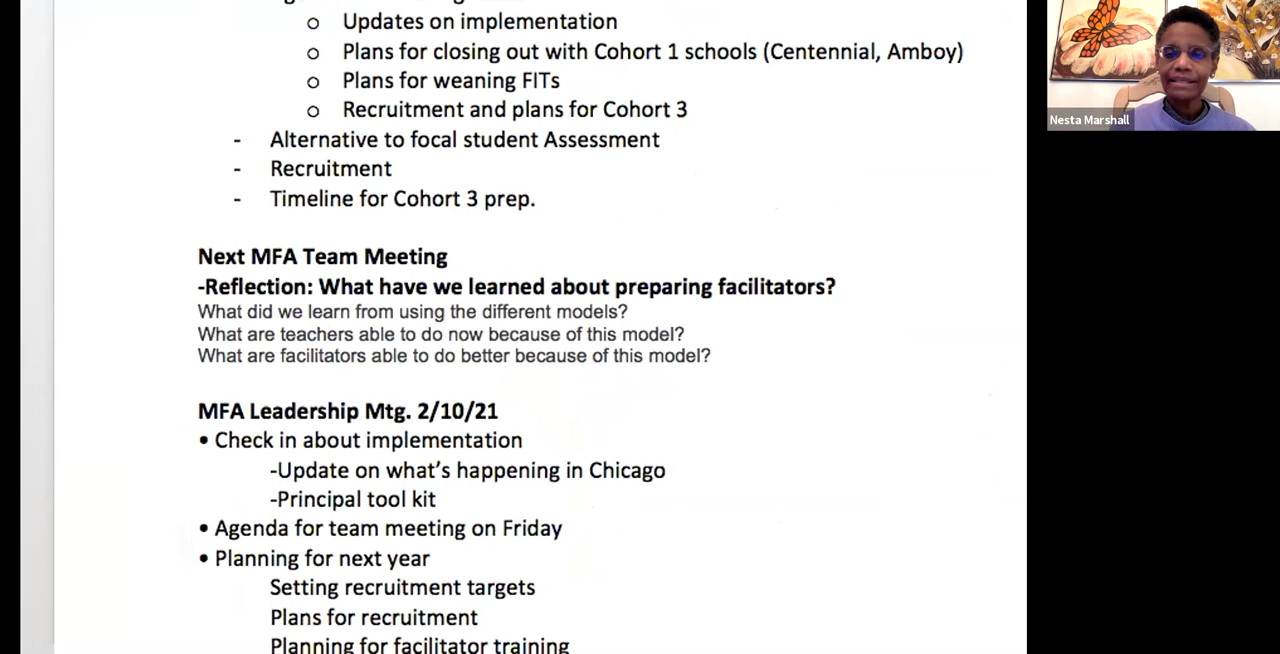 o Updates on implementation
o Plans for closing out with Cohort 1 schools (Centennial, Amboy)
o Plans for weaning FITs
o Recruitment and plans for Cohort 3
- Alternative to focal student Assessment
- Recruitment
- Timeline for Cohort 3 prep.
Next MFA Team Meeting
-Reflection: What have we learned about preparing facilitators?
What did we learn from using the different models?
What are teachers able to do now because of this model?
What are facilitators able to do better because of this model?
MFA Leadership Mtg. 2/10/21
• Check in about implementation
-Update on what's happening in Chicago
-Principal tool kit
• Agenda for team meeting on Friday
• Planning for next year
Setting recruitment targets
Plans for recruitment
Planning for facilitator training
Nesta Marshall